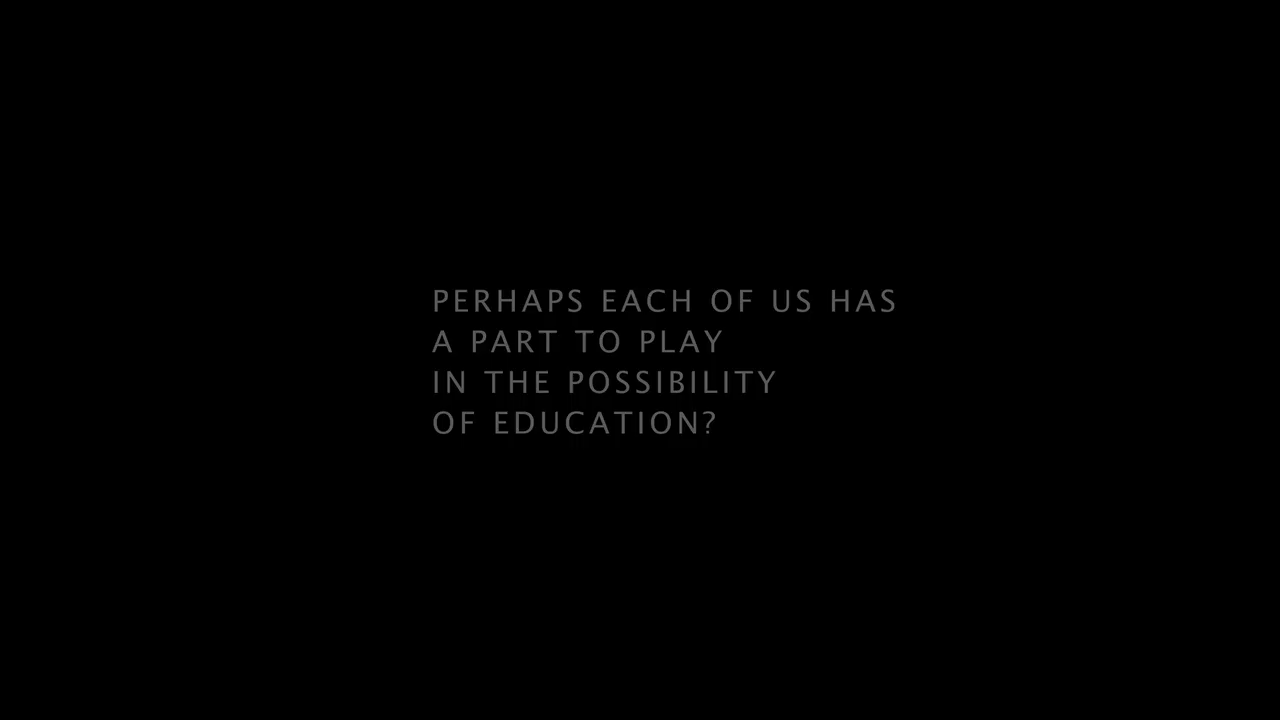 PERHAPS EACH OF US HAS
A PART TO PLAY
IN THE POSSIBILITY
OF EDUCATION?